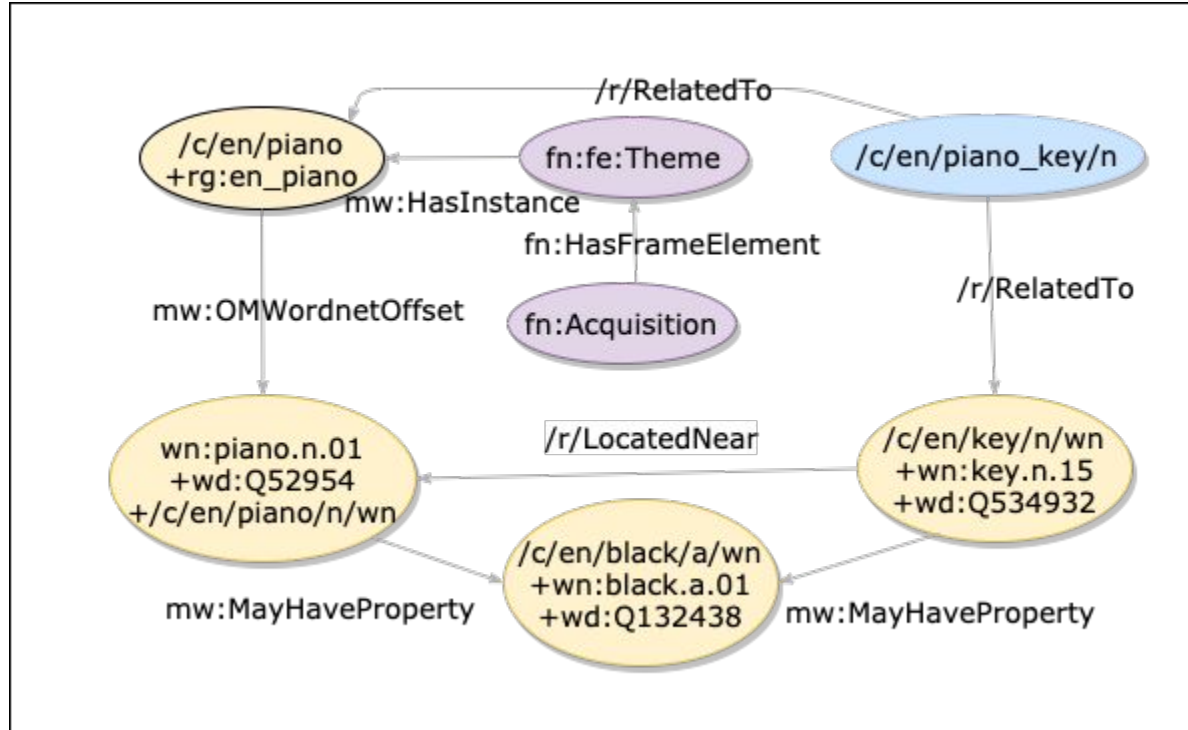 /r/RelatedTo
/c/en/piano
+rg:en_piano
fn:fe:Theme
/c/en/piano_key/n
mw:HasInstance
fn:HasFrameElement
/r/RelatedTo
mw:OMWordnetOffset
fn:Acquisition
wn:piano.n.01
+wd:Q52954
+/c/en/piano/n/wn
/r/LocatedNear
/c/en/key/n/wn
+wn:key.n.15
+wd:Q534932
/c/en/black/a/wn
+wn:black.a.01
+wd:Q132438
mw:MayHaveProperty
mw:MayHaveProperty